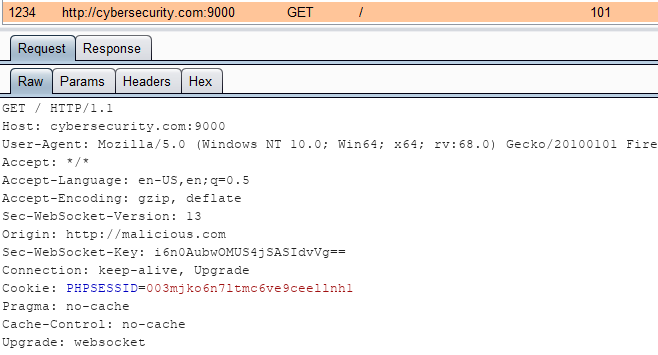 1234 http://cybersecurity.com:9000 GET / 101
Request Response
Raw Params Headers Hex
GET / HTTP/1.1
Host: cybersecurity.com:9000
User-Agent: Mozilla/5.0 (Windows NT 10.0; Win64; x64; rv:68.0) Gecko/20100101 Fire
Accept: */*
Accept-Language: en-US,en;q=0.5
Accept-Encoding: gzip, deflate
Sec-WebSocket-Version: 13
Origin: http://malicious.com
Sec-WebSocket-Key: i6n0AubwOMUS4jSASIdvVg==
Connection: keep-alive, Upgrade
Cookie: PHPSESSID=003mjko6n7ltmc6ve9ceellnhl
Pragma: no-cache
Cache-Control: no-cache
Upgrade: websocket